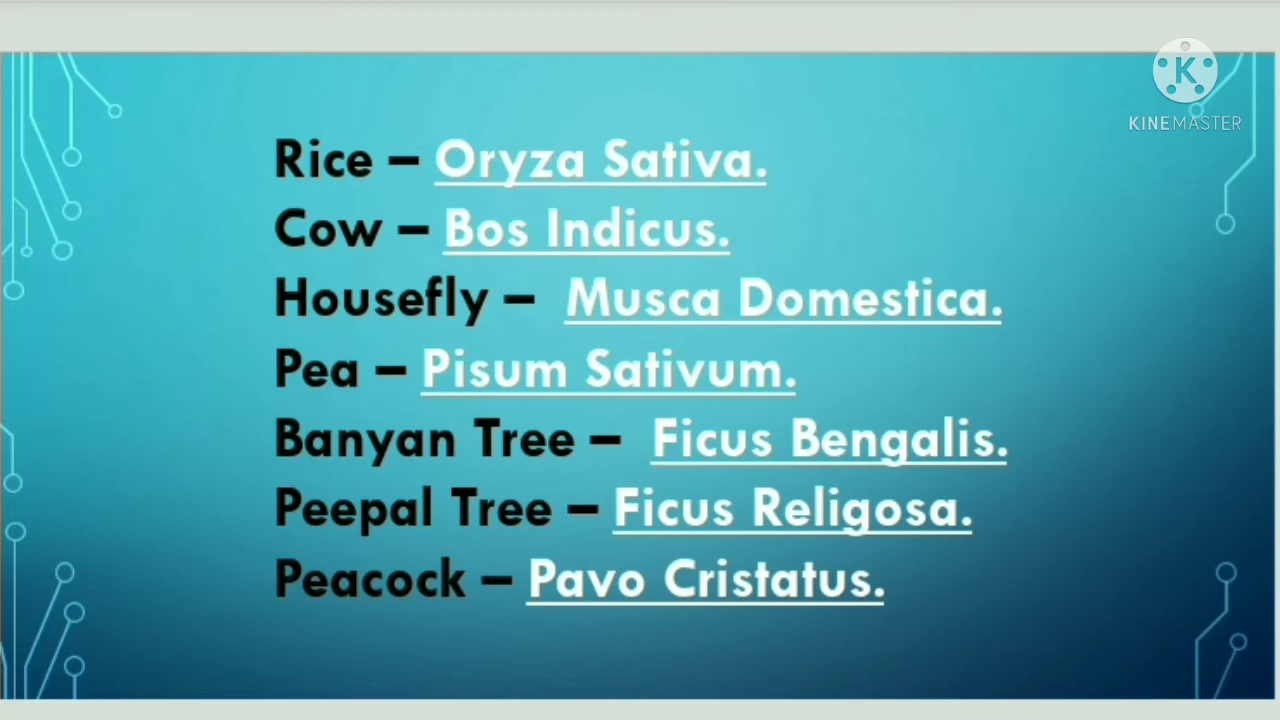 KINEMASTER
Rice – Oryza Sativa.
Cow – Bos Indicus.
Housefly – Musca Domestica.
Pea – Pisum Sativum.
Banyan Tree – Ficus Bengalis.
Peepal Tree – Ficus Religosa.
Peacock – Pavo Cristatus.